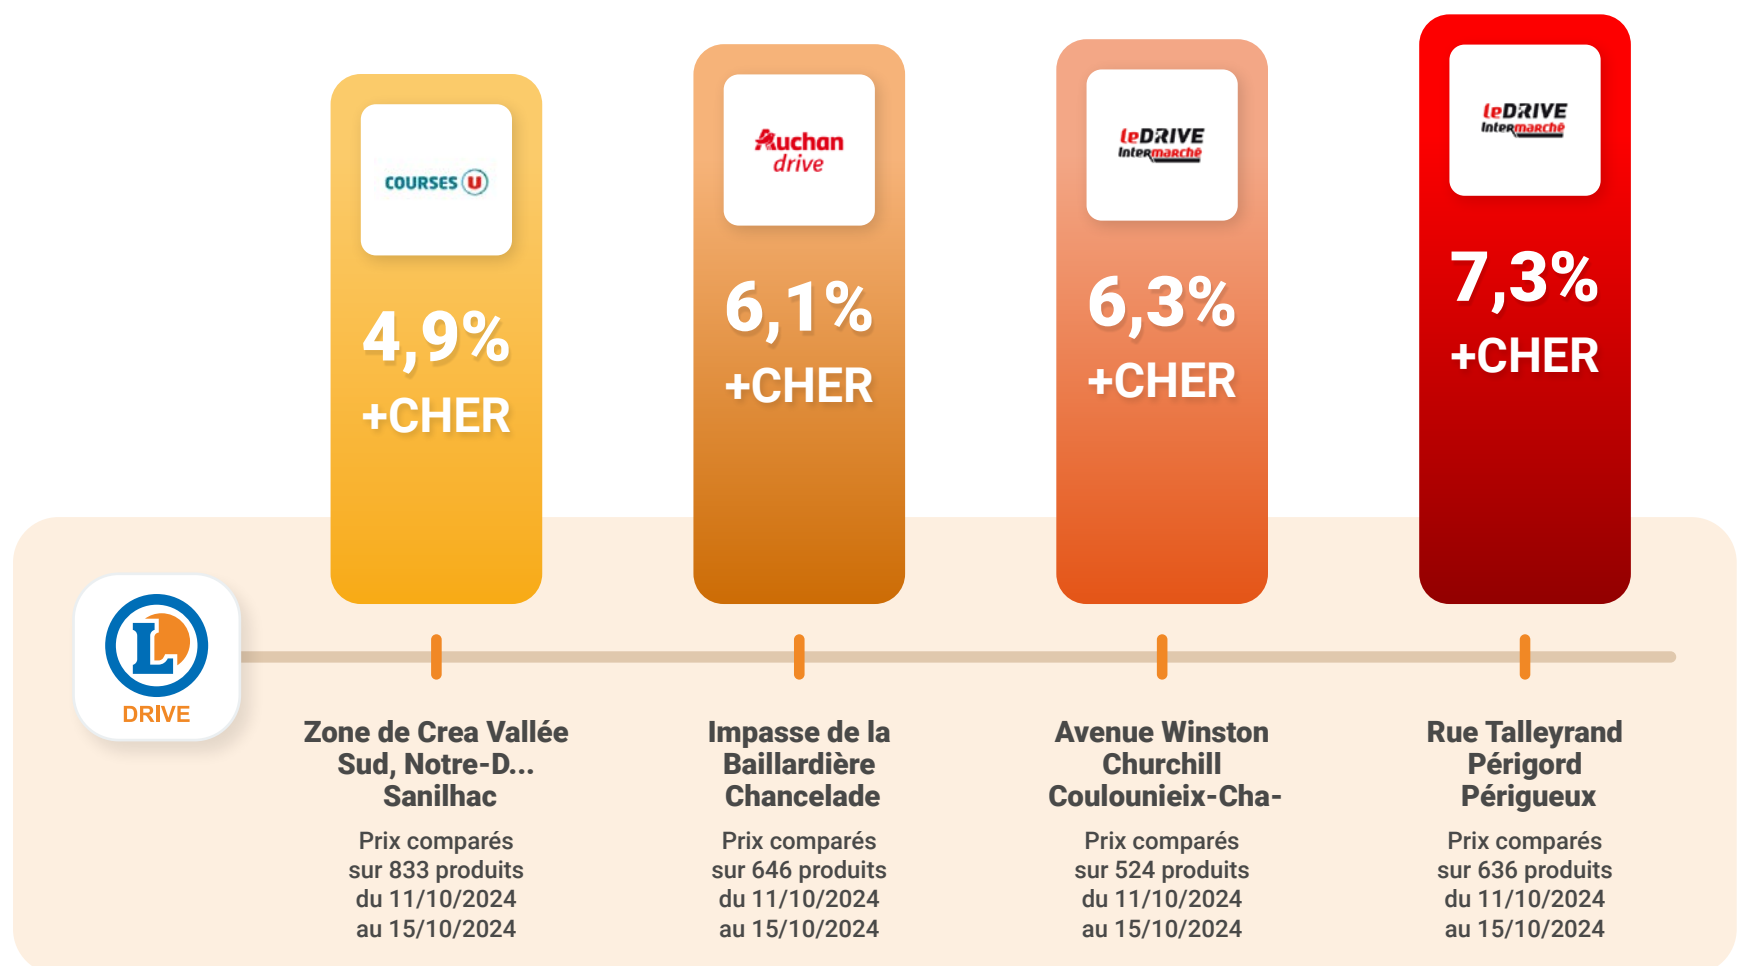 COURSES U
4,9%
+CHER
Auchan
drive
6,1%
+CHER
leDRIVE
Intermarché
6,3%
+CHER
leDRIVE
Intermarché
7,3%
+CHER
L
DRIVE
Zone de Crea Vallée
Sud, Notre-D...
Sanilhac
Prix comparés
sur 833 produits
du 11/10/2024
au 15/10/2024
Impasse de la
Baillardière
Chancelade
Prix comparés
sur 646 produits
du 11/10/2024
au 15/10/2024
Avenue Winston
Churchill
Coulounieix-Cha-
Prix comparés
sur 524 produits
du 11/10/2024
au 15/10/2024
Rue Talleyrand
Périgord
Périgueux
Prix comparés
sur 636 produits
du 11/10/2024
au 15/10/2024